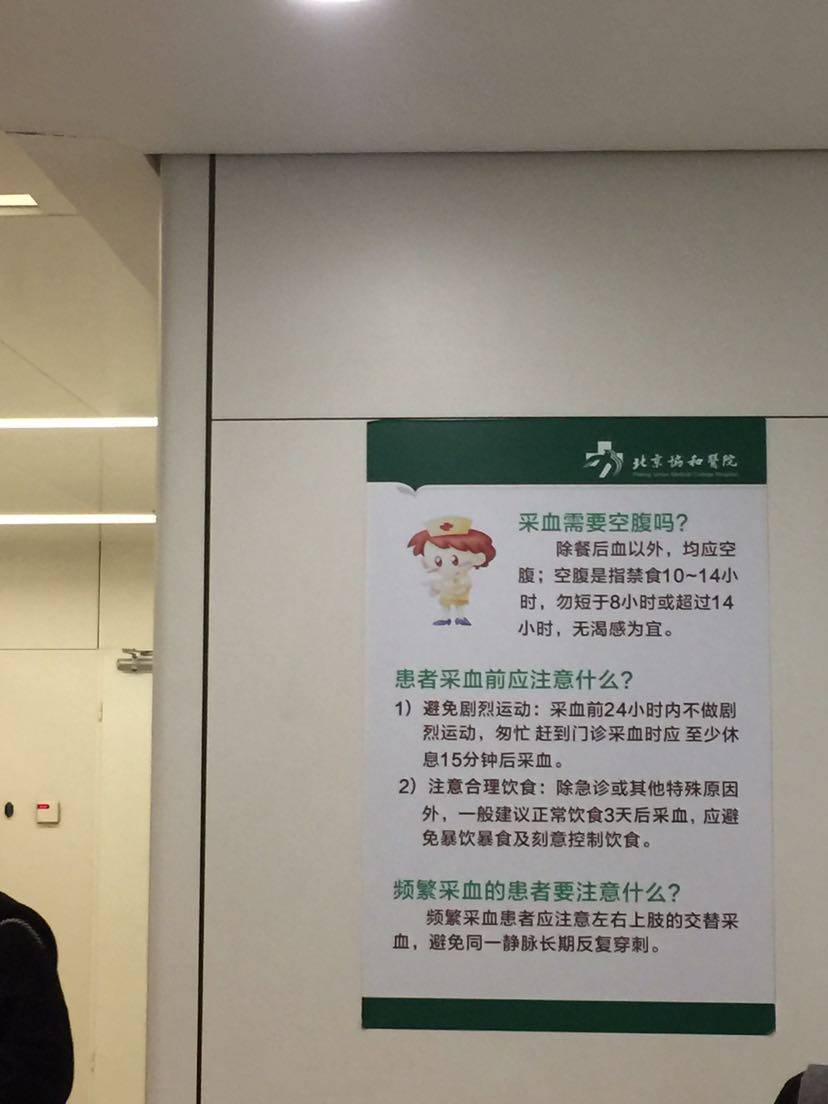 北京协和医院
Peking Union Medical College Hospital
采血需要空腹吗?
除餐后血以外，均应空
腹；空腹是指禁食10~14小
时，勿短于8小时或超过14
小时，无渴感为宜。
患者采血前应注意什么?
1）避免剧烈运动：采血前24小时内不做剧
烈运动，匆忙 赶到门诊采血时应 至少休
息15分钟后采血。
2）注意合理饮食：除急诊或其他特殊原因
外，一般建议正常饮食3天后采血，应避
免暴饮暴食及刻意控制饮食。
频繁采血的患者要注意什么?
频繁采血患者应注意左右上肢的交替采
血，避免同一静脉长期反复穿刺。